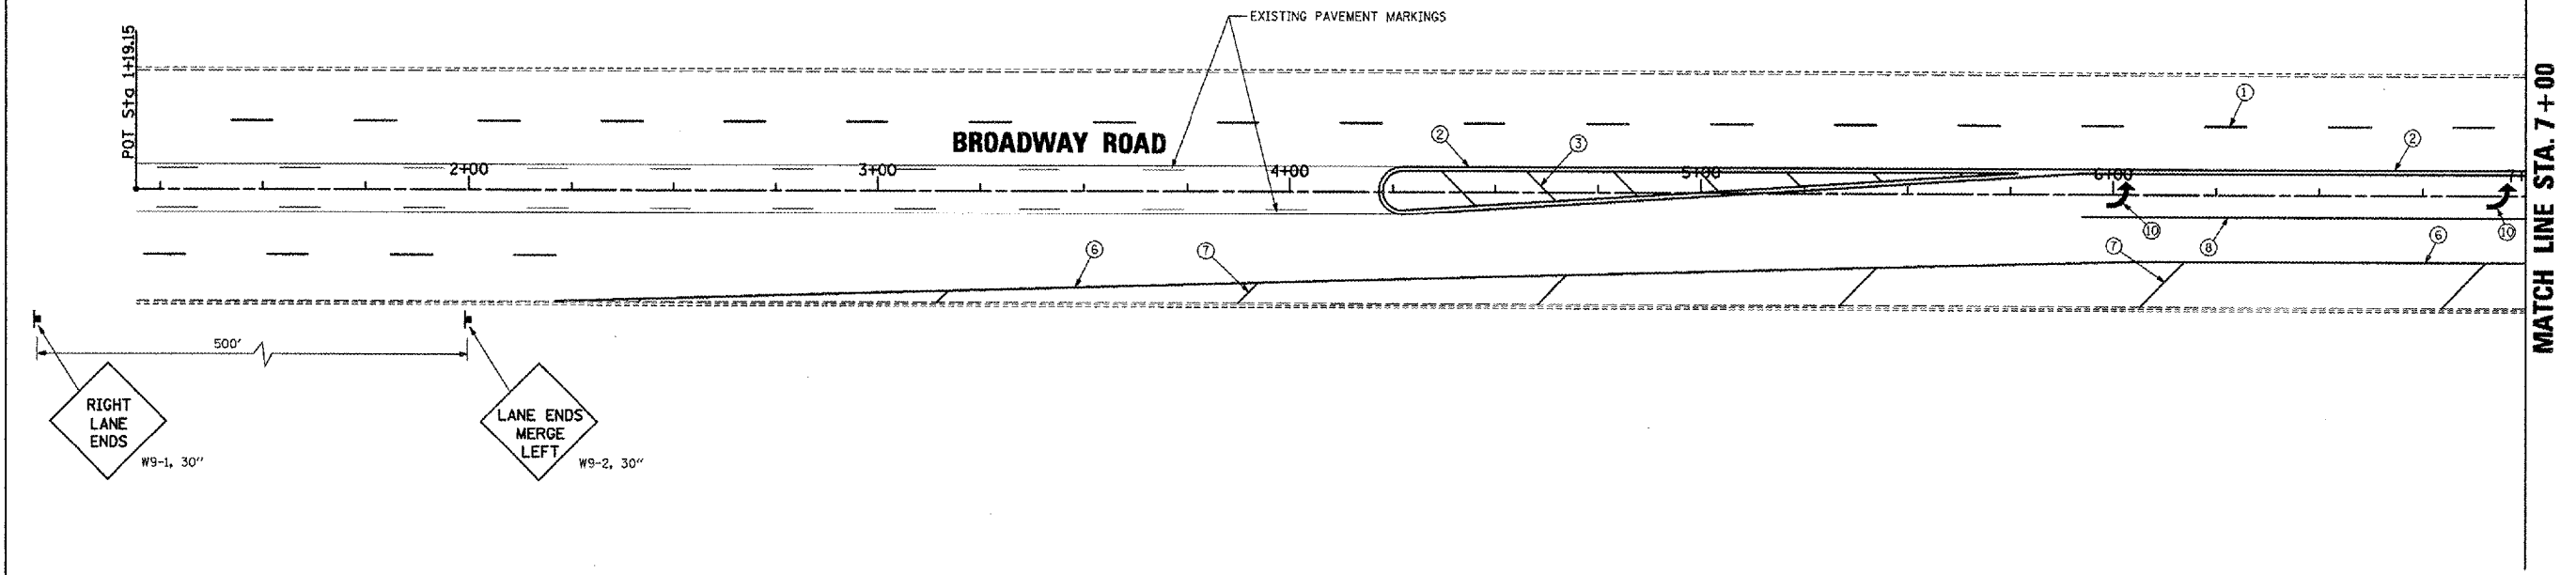 EXISTING PAVEMENT MARKINGS
POT Sta 1+19.15
BROADWAY ROAD
1
2
3
2
2+00
3+00
4+00
5+00
6+00
7
6
7
10
8
7
6
10
500'
RIGHT
LANE
ENDS
W9-1, 30"
LANE ENDS
MERGE
LEFT
W9-2, 30"
MATCH LINE STA. 7+00